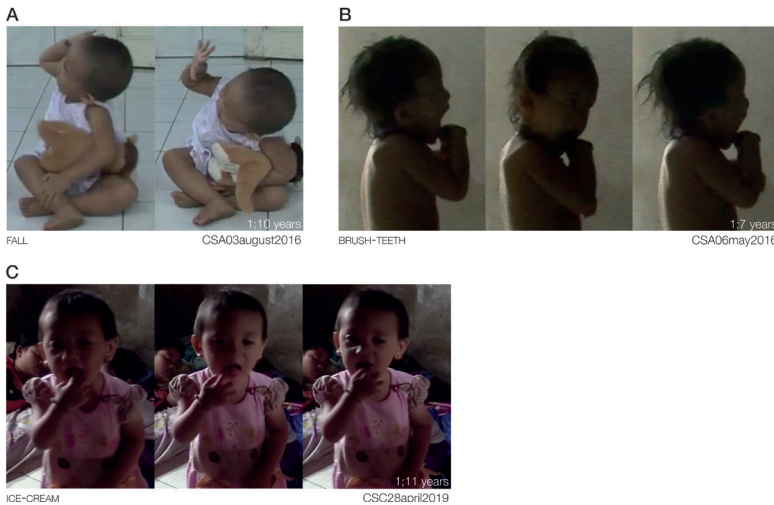 A
B
1;10 years
1;7 years
FALL
CSA03august2016
BRUSH-TEETH
CSA06may2016
C
1;11 years
ICE-CREAM
CSC28april2019